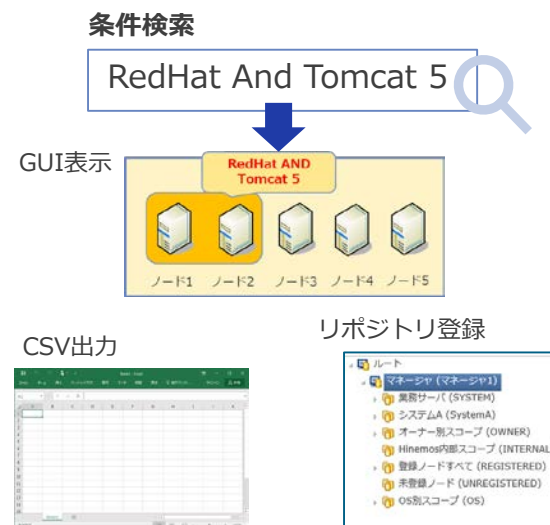 条件検索
RedHat And Tomcat 5
GUI表示
RedHat AND
Tomcat 5
ノード1 ノード2 ノード3 ノード4 ノード5
CSV出力
リポジトリ登録
ルート
マネージャ (マネージャ1)
業務サーバ (SYSTEM)
システムA (SystemA)
オーナー別スコープ (OWNER)
Hinemos内部スコープ (INTERNAL
登録ノードすべて (REGISTERED)
未登録ノード (UNREGISTERED)
OS別スコープ (OS)